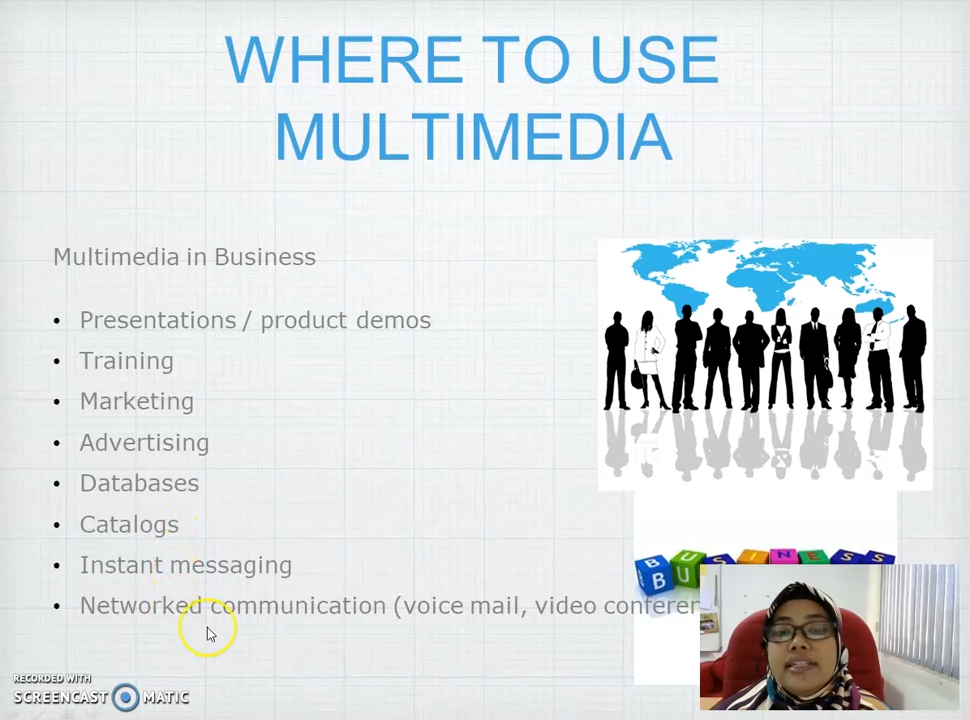 WHERE TO USE
MULTIMEDIA
Multimedia in Business
• Presentations / product demos
• Training
• Marketing
• Advertising
• Databases
• Catalogs
• Instant messaging
• Networked communication (voice mail, video conferen
BUSINESS
B
RECORDED WITH
SCREENCAST MATIC